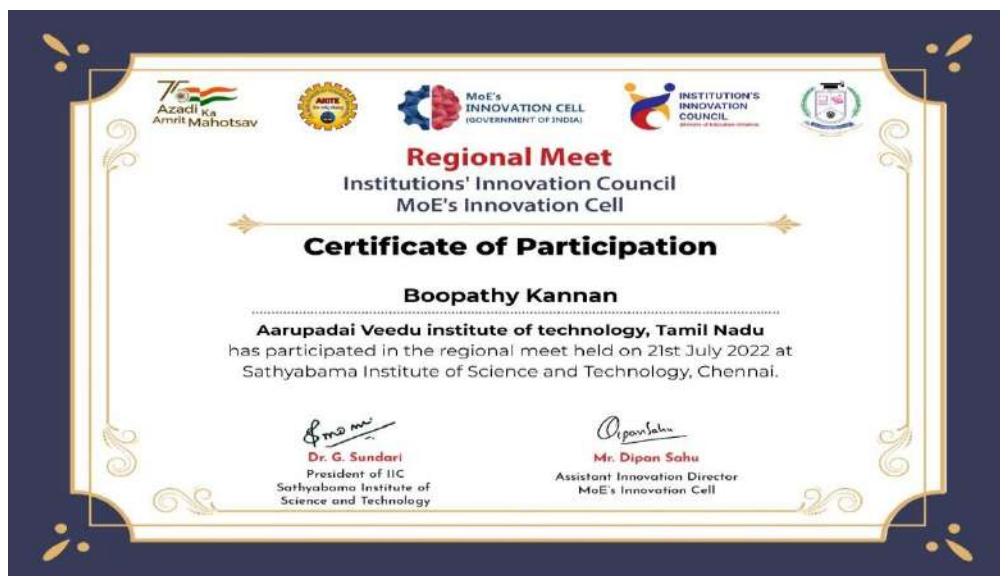 Azadi Ka
Amrit Mahotsav
AICTE
MoE's
INNOVATION CELL
(GOVERNMENT OF INDIA)
INSTITUTION'S
INNOVATION
COUNCIL
Regional Meet
Institutions' Innovation Council
MoE's Innovation Cell
Certificate of Participation
Boopathy Kannan
Aarupadai Veedu institute of technology, Tamil Nadu
has participated in the regional meet held on 21st July 2022 at
Sathyabama Institute of Science and Technology, Chennai.
Dipan Sahu
Dr. G. Sundari
President of IIC
Sathyabama Institute of
Science and Technology
Mr. Dipan Sahu
Assistant Innovation Director
MoE's Innovation Cell